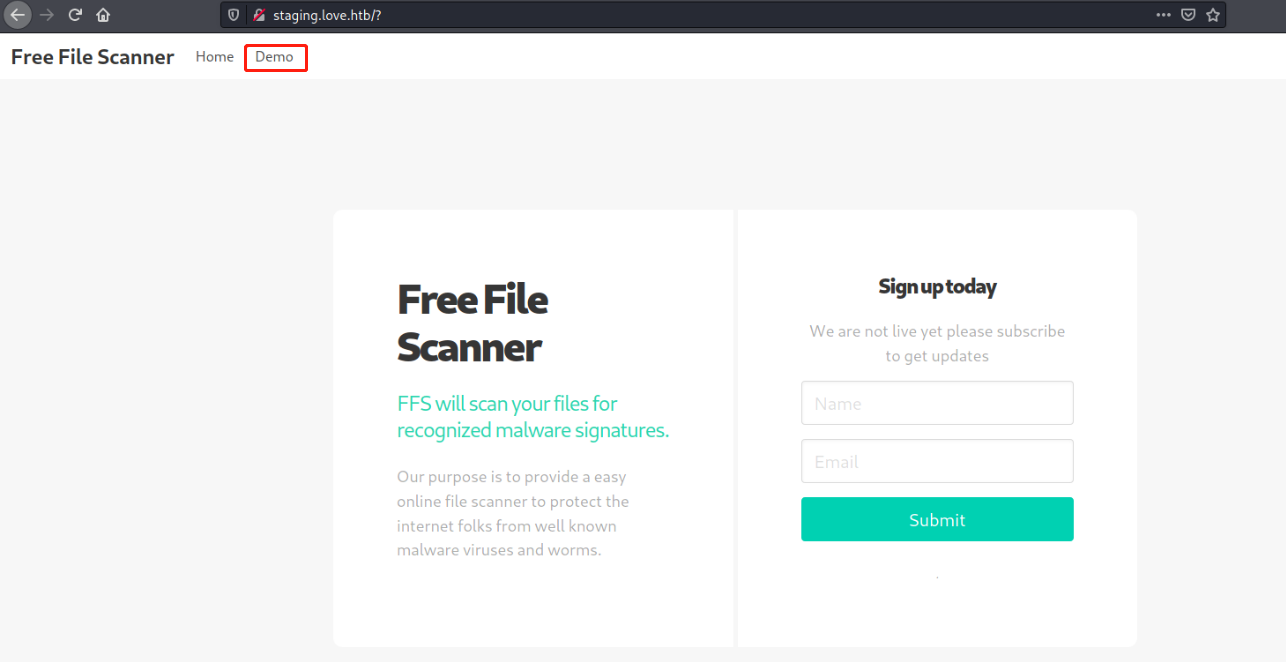 staging.love.htb/?
Free File Scanner Home Demo
Free File
Scanner
FFS will scan your files for
recognized malware signatures.
Our purpose is to provide a easy
online file scanner to protect the
internet folks from well known
malware viruses and worms.
Sign up today
We are not live yet please subscribe
to get updates
Name
Email
Submit
.